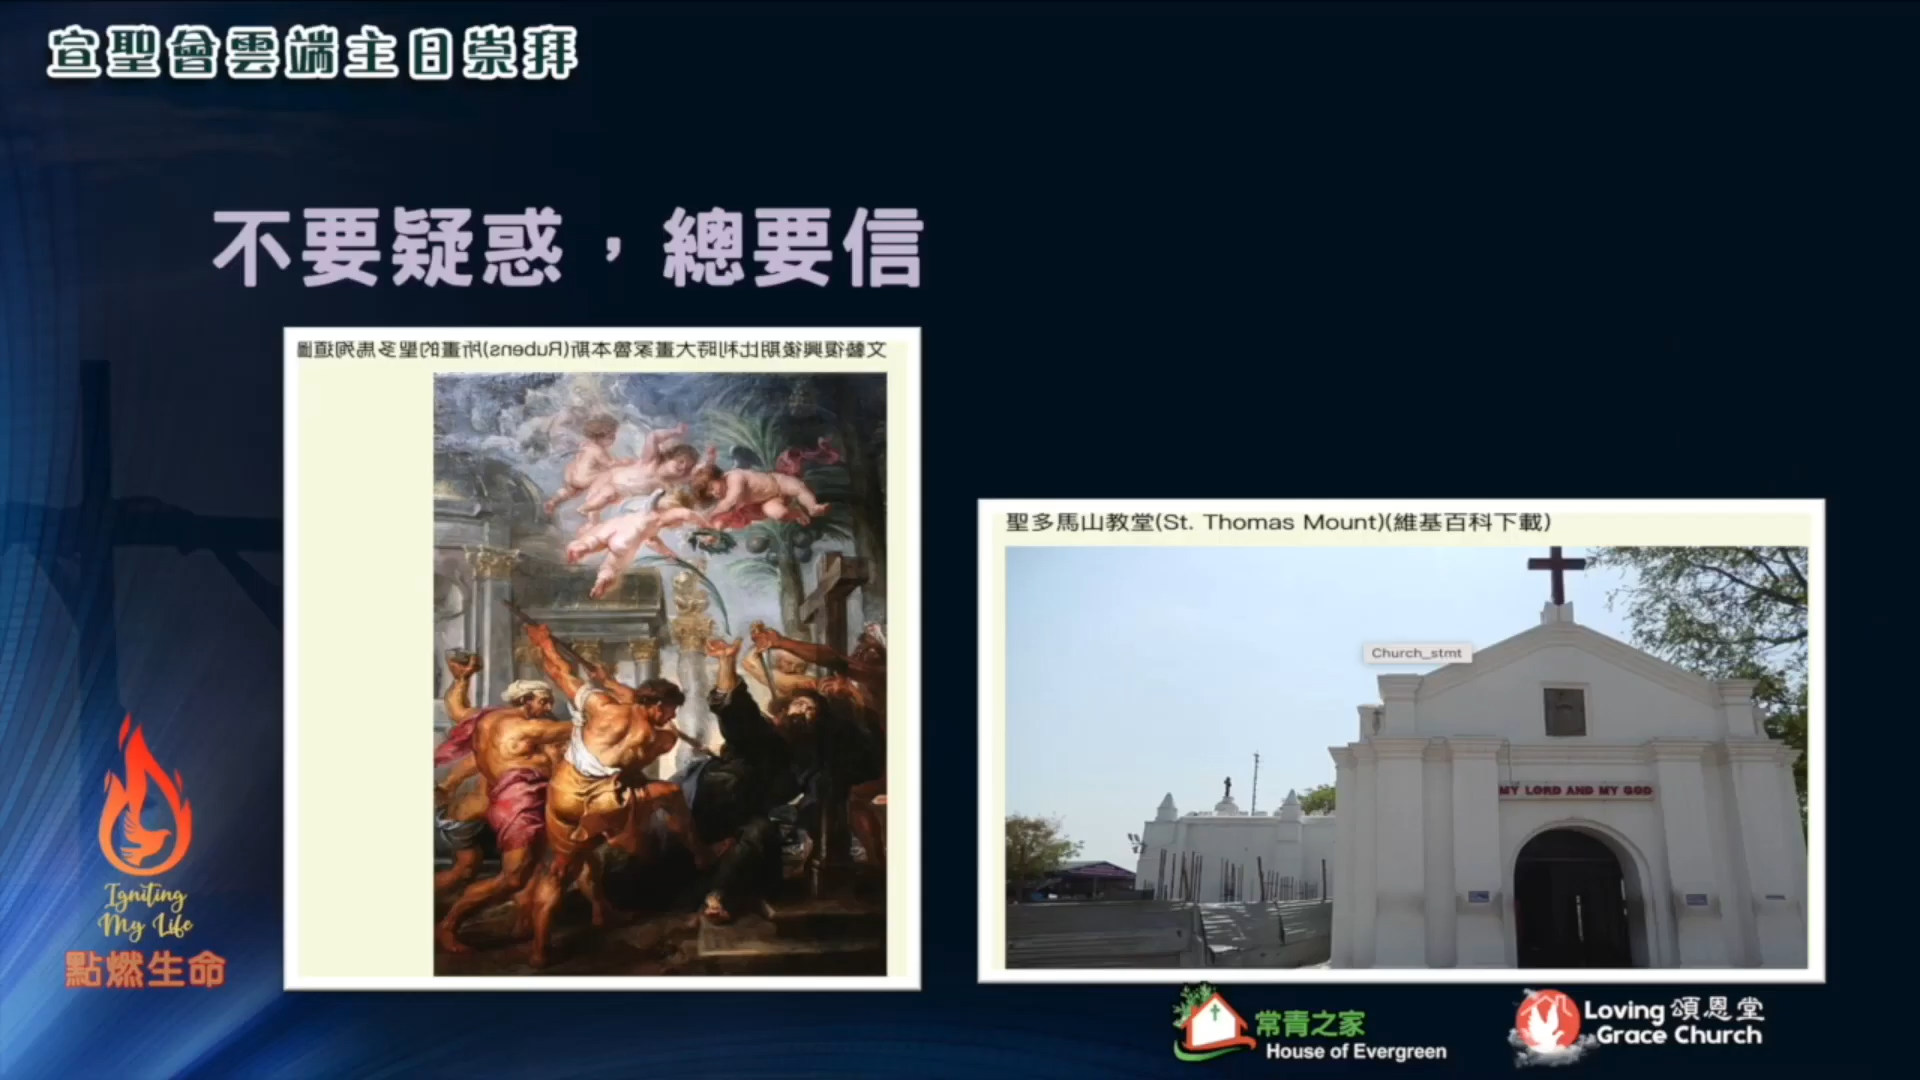 宣聖會雲端主日崇拜
不要疑惑，總要信
文藝復興後期比利時大畫家魯本斯(Rubens)所畫的聖多馬殉道圖
聖多馬山教堂(St. Thomas Mount)(維基百科下載)
Church_stmt
MY LORD AND MY GOD
Igniting
My Life
點燃生命
常青之家
House of Evergreen
Loving 頌恩堂
Grace Church